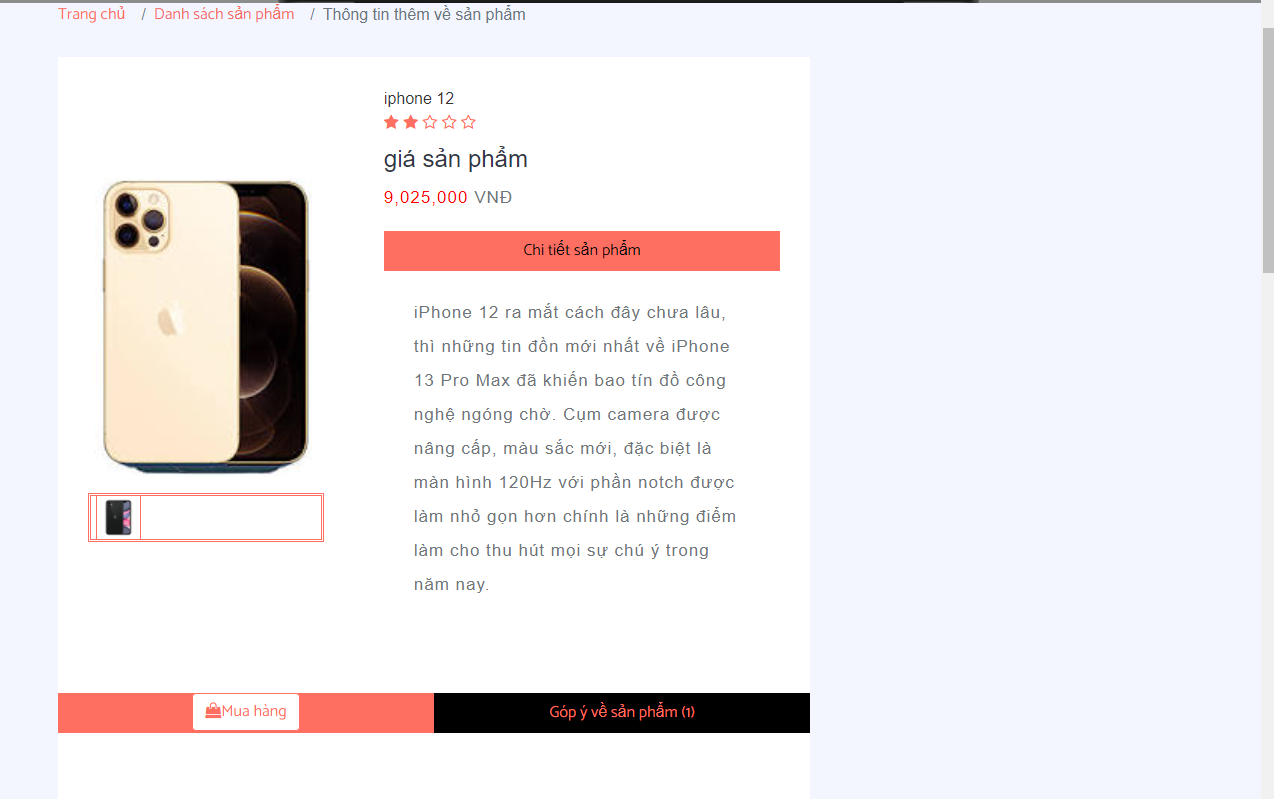 Trang chủ / Danh sách sản phẩm / Thông tin thêm về sản phẩm
iphone 12
giá sản phẩm
9,025,000 VNĐ
Chi tiết sản phẩm
iPhone 12 ra mắt cách đây chưa lâu,
thì những tin đồn mới nhất về iPhone
13 Pro Max đã khiến bao tín đồ công
nghệ ngóng chờ. Cụm camera được
nâng cấp, màu sắc mới, đặc biệt là
màn hình 120Hz với phần notch được
làm nhỏ gọn hơn chính là những điểm
làm cho thu hút mọi sự chú ý trong
năm nay.
Mua hàng
Góp ý về sản phẩm (1)